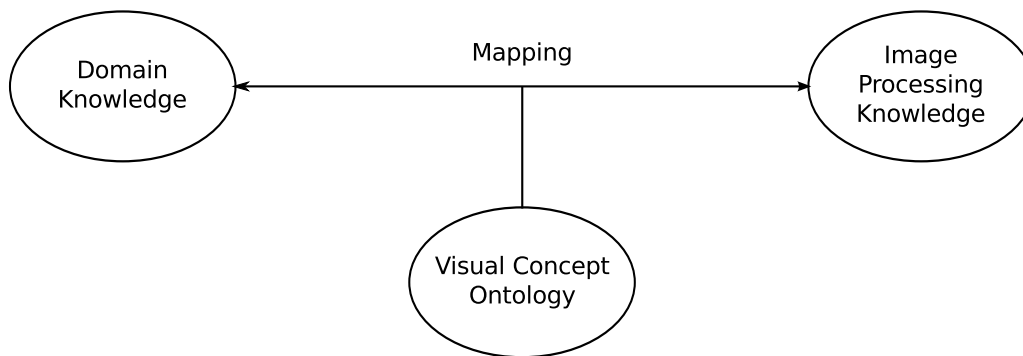 Domain
Knowledge
Mapping
Image
Processing
Knowledge
Visual Concept
Ontology